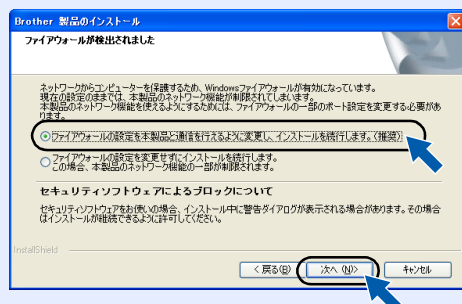 Brother 製品のインストール
ファイアウォールが検出されました
ネットワークからコンピューターを保護するため、Windowsファイアウォールが有効になっています。
現在の設定のままでは、本製品のネットワーク機能が制限されてしまいます。
本製品のネットワーク機能を使えるようにするためには、ファイアウォールの一部のポート設定を変更する必要があ
ります。
ファイアウォールの設定を本製品と通信を行えるように変更し、インストールを続行します。(推奨)
ファイアウォールの設定を変更せずにインストールを続行します。
この場合、本製品のネットワーク機能の一部が制限されます。
セキュリティソフトウェアによるブロックについて
セキュリティソフトウェアをお使いの場合、インストール中に警告ダイアログが表示される場合があります。その場合
はインストールが継続できるように許可してください。
InstallShield
< 戻る(B) 次へ (N)> キャンセル